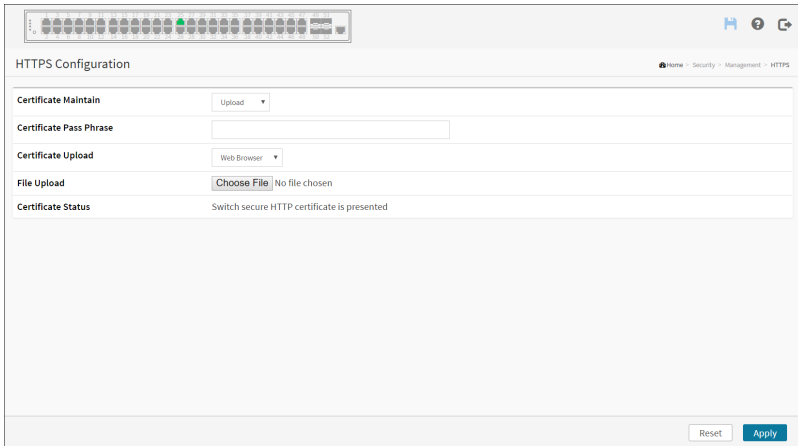 HTTPS Configuration
Home > Security > Management > HTTPS
Certificate Maintain
Upload
Certificate Pass Phrase
Certificate Upload
Web Browser
File Upload
Choose File No file chosen
Certificate Status
Switch secure HTTP certificate is presented
Reset
Apply